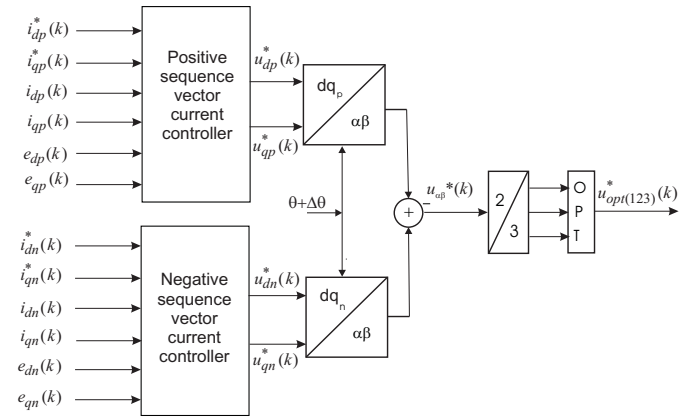 i*dp(k)
i*qp(k)
idp(k)
iqp(k)
edp(k)
eqp(k)
Positive
sequence
vector
current
controller
u*dp(k)
u*qp(k)
dqp
αβ
θ+Δθ
i*dn(k)
i*qn(k)
idn(k)
iqn(k)
edn(k)
eqn(k)
Negative
sequence
vector
current
controller
u*dn(k)
u*qn(k)
dqn
αβ
+
−
uαβ*(k)
2
3
O
P
T
u*opt(123)(k)